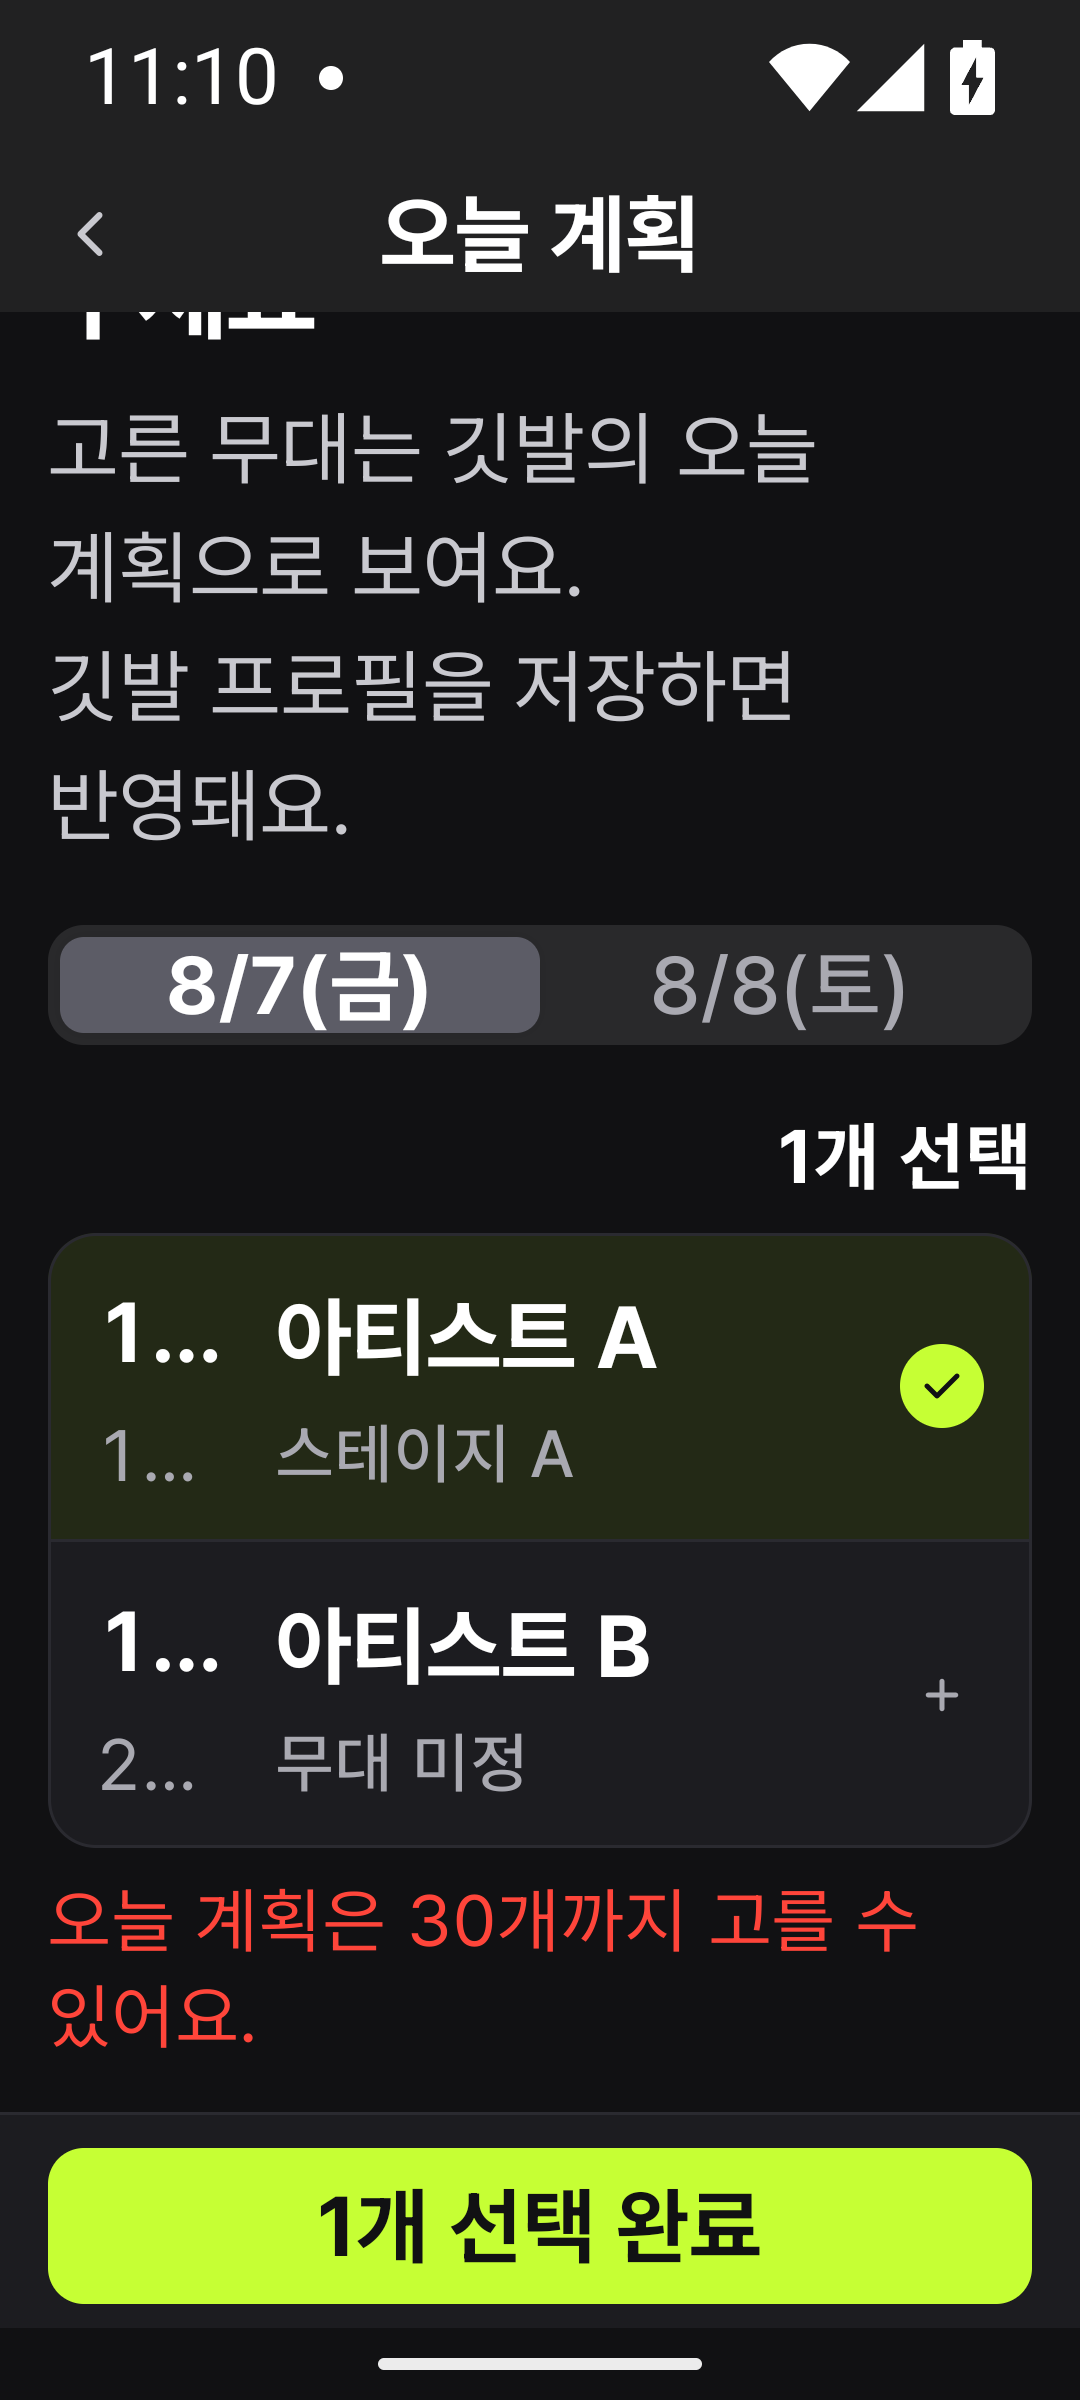 11:10
오늘 계획
고른 무대는 깃발의 오늘
계획으로 보여요.
깃발 프로필을 저장하면
반영돼요.
8/7(금) 8/8(토)
1개 선택
1... 아티스트 A
1... 스테이지 A
1... 아티스트 B
2... 무대 미정
오늘 계획은 30개까지 고를 수
있어요.
1개 선택 완료